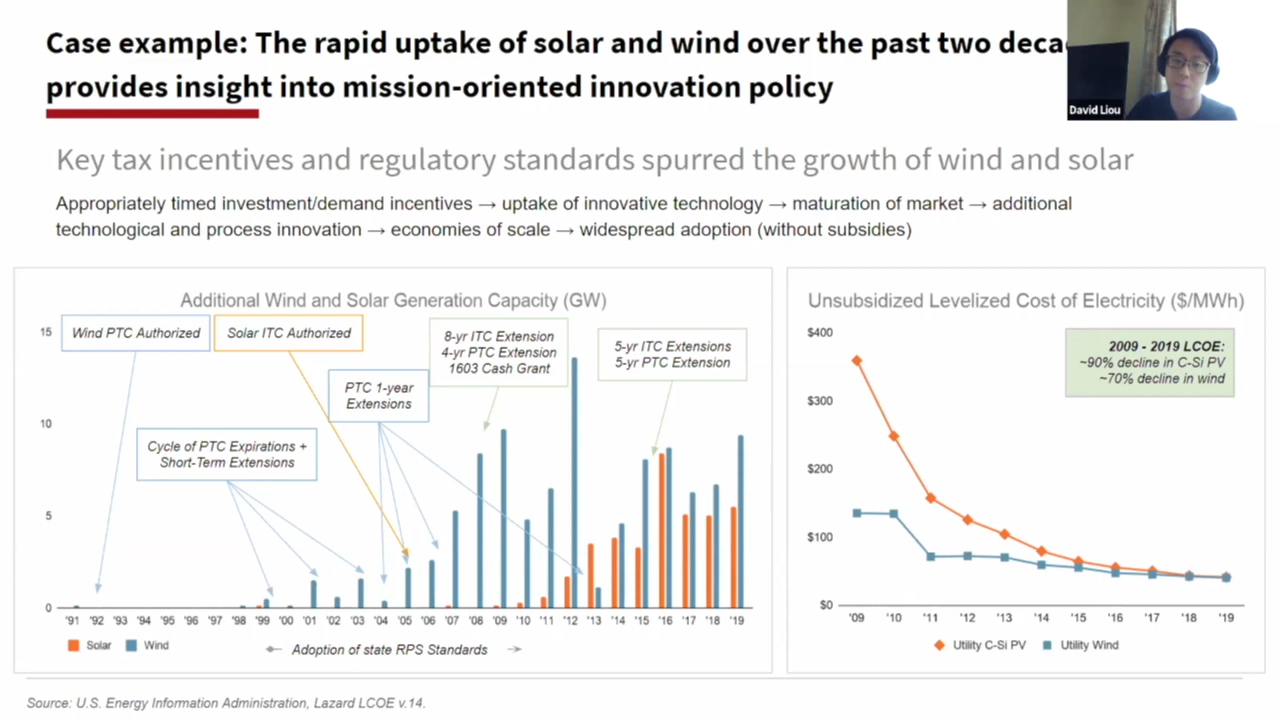 Case example: The rapid uptake of solar and wind over the past two
provides insight into mission-oriented innovation policy
David Liou
Key tax incentives and regulatory standards spurred the growth of wind and solar
Appropriately timed investment/demand incentives → uptake of innovative technology → maturation of market → additional
technological and process innovation → economies of scale → widespread adoption (without subsidies)
Additional Wind and Solar Generation Capacity (GW)
15
10
5
0
Wind PTC Authorized
Solar ITC Authorized
8-yr ITC Extension
4-yr PTC Extension
1603 Cash Grant
5-yr ITC Extensions
5-yr PTC Extension
PTC 1-year
Extensions
Cycle of PTC Expirations +
Short-Term Extensions
'91 '92 '93 '94 '95 '96 '97 '98 '99 '00 '01 '02 '03 '04 '05 '06 '07 '08 '09 '10 '11 '12 '13 '14 '15 '16 '17 '18 '19
Solar Wind
Adoption of state RPS Standards
Unsubsidized Levelized Cost of Electricity ($/MWh)
$400
$300
$200
$100
$0
2009 - 2019 LCOE:
~90% decline in C-Si PV
~70% decline in wind
'09 '10 '11 '12 '13 '14 '15 '16 '17 '18 '19
Utility C-Si PV Utility Wind
Source: U.S. Energy Information Administration, Lazard LCOE v.14.